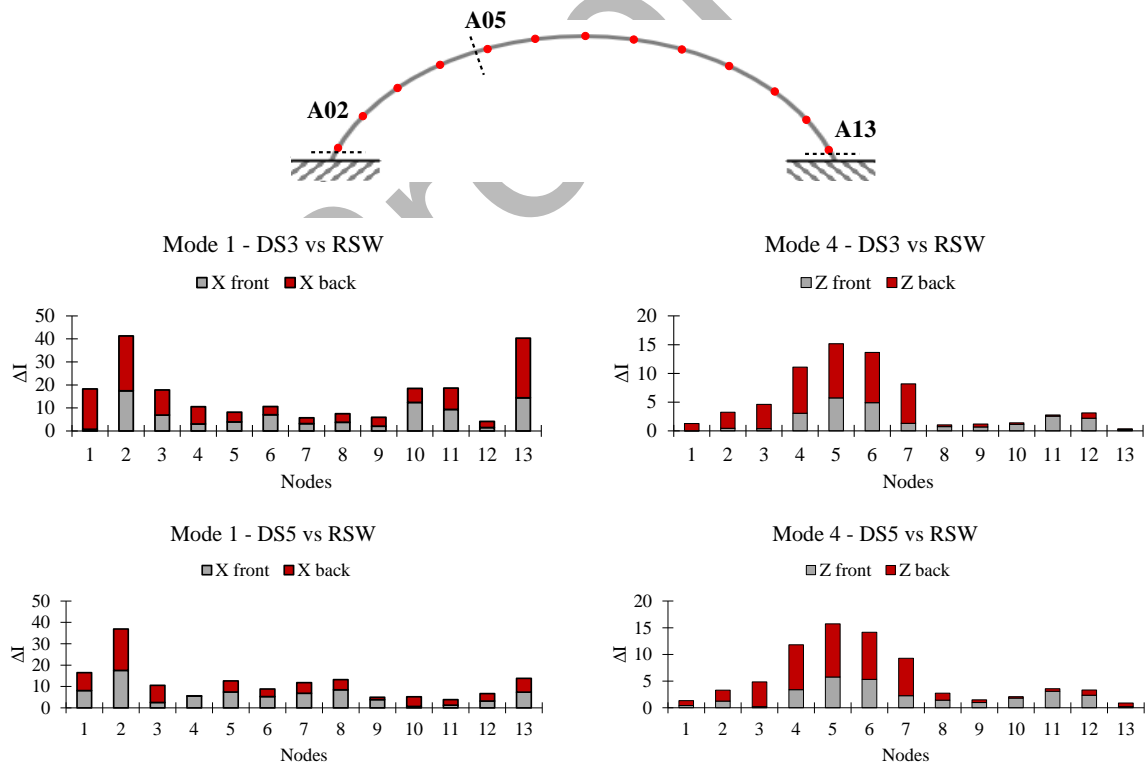 A05
A02
A13
Mode 1 - DS3 vs RSW
X front X back
50
40
30
20
10
0
ΔI
1 2 3 4 5 6 7 8 9 10 11 12 13
Nodes
Mode 4 - DS3 vs RSW
Z front Z back
20
15
10
5
0
ΔI
1 2 3 4 5 6 7 8 9 10 11 12 13
Nodes
Mode 1 - DS5 vs RSW
X front X back
50
40
30
20
10
0
ΔI
1 2 3 4 5 6 7 8 9 10 11 12 13
Nodes
Mode 4 - DS5 vs RSW
Z front Z back
20
15
10
5
0
ΔI
1 2 3 4 5 6 7 8 9 10 11 12 13
Nodes